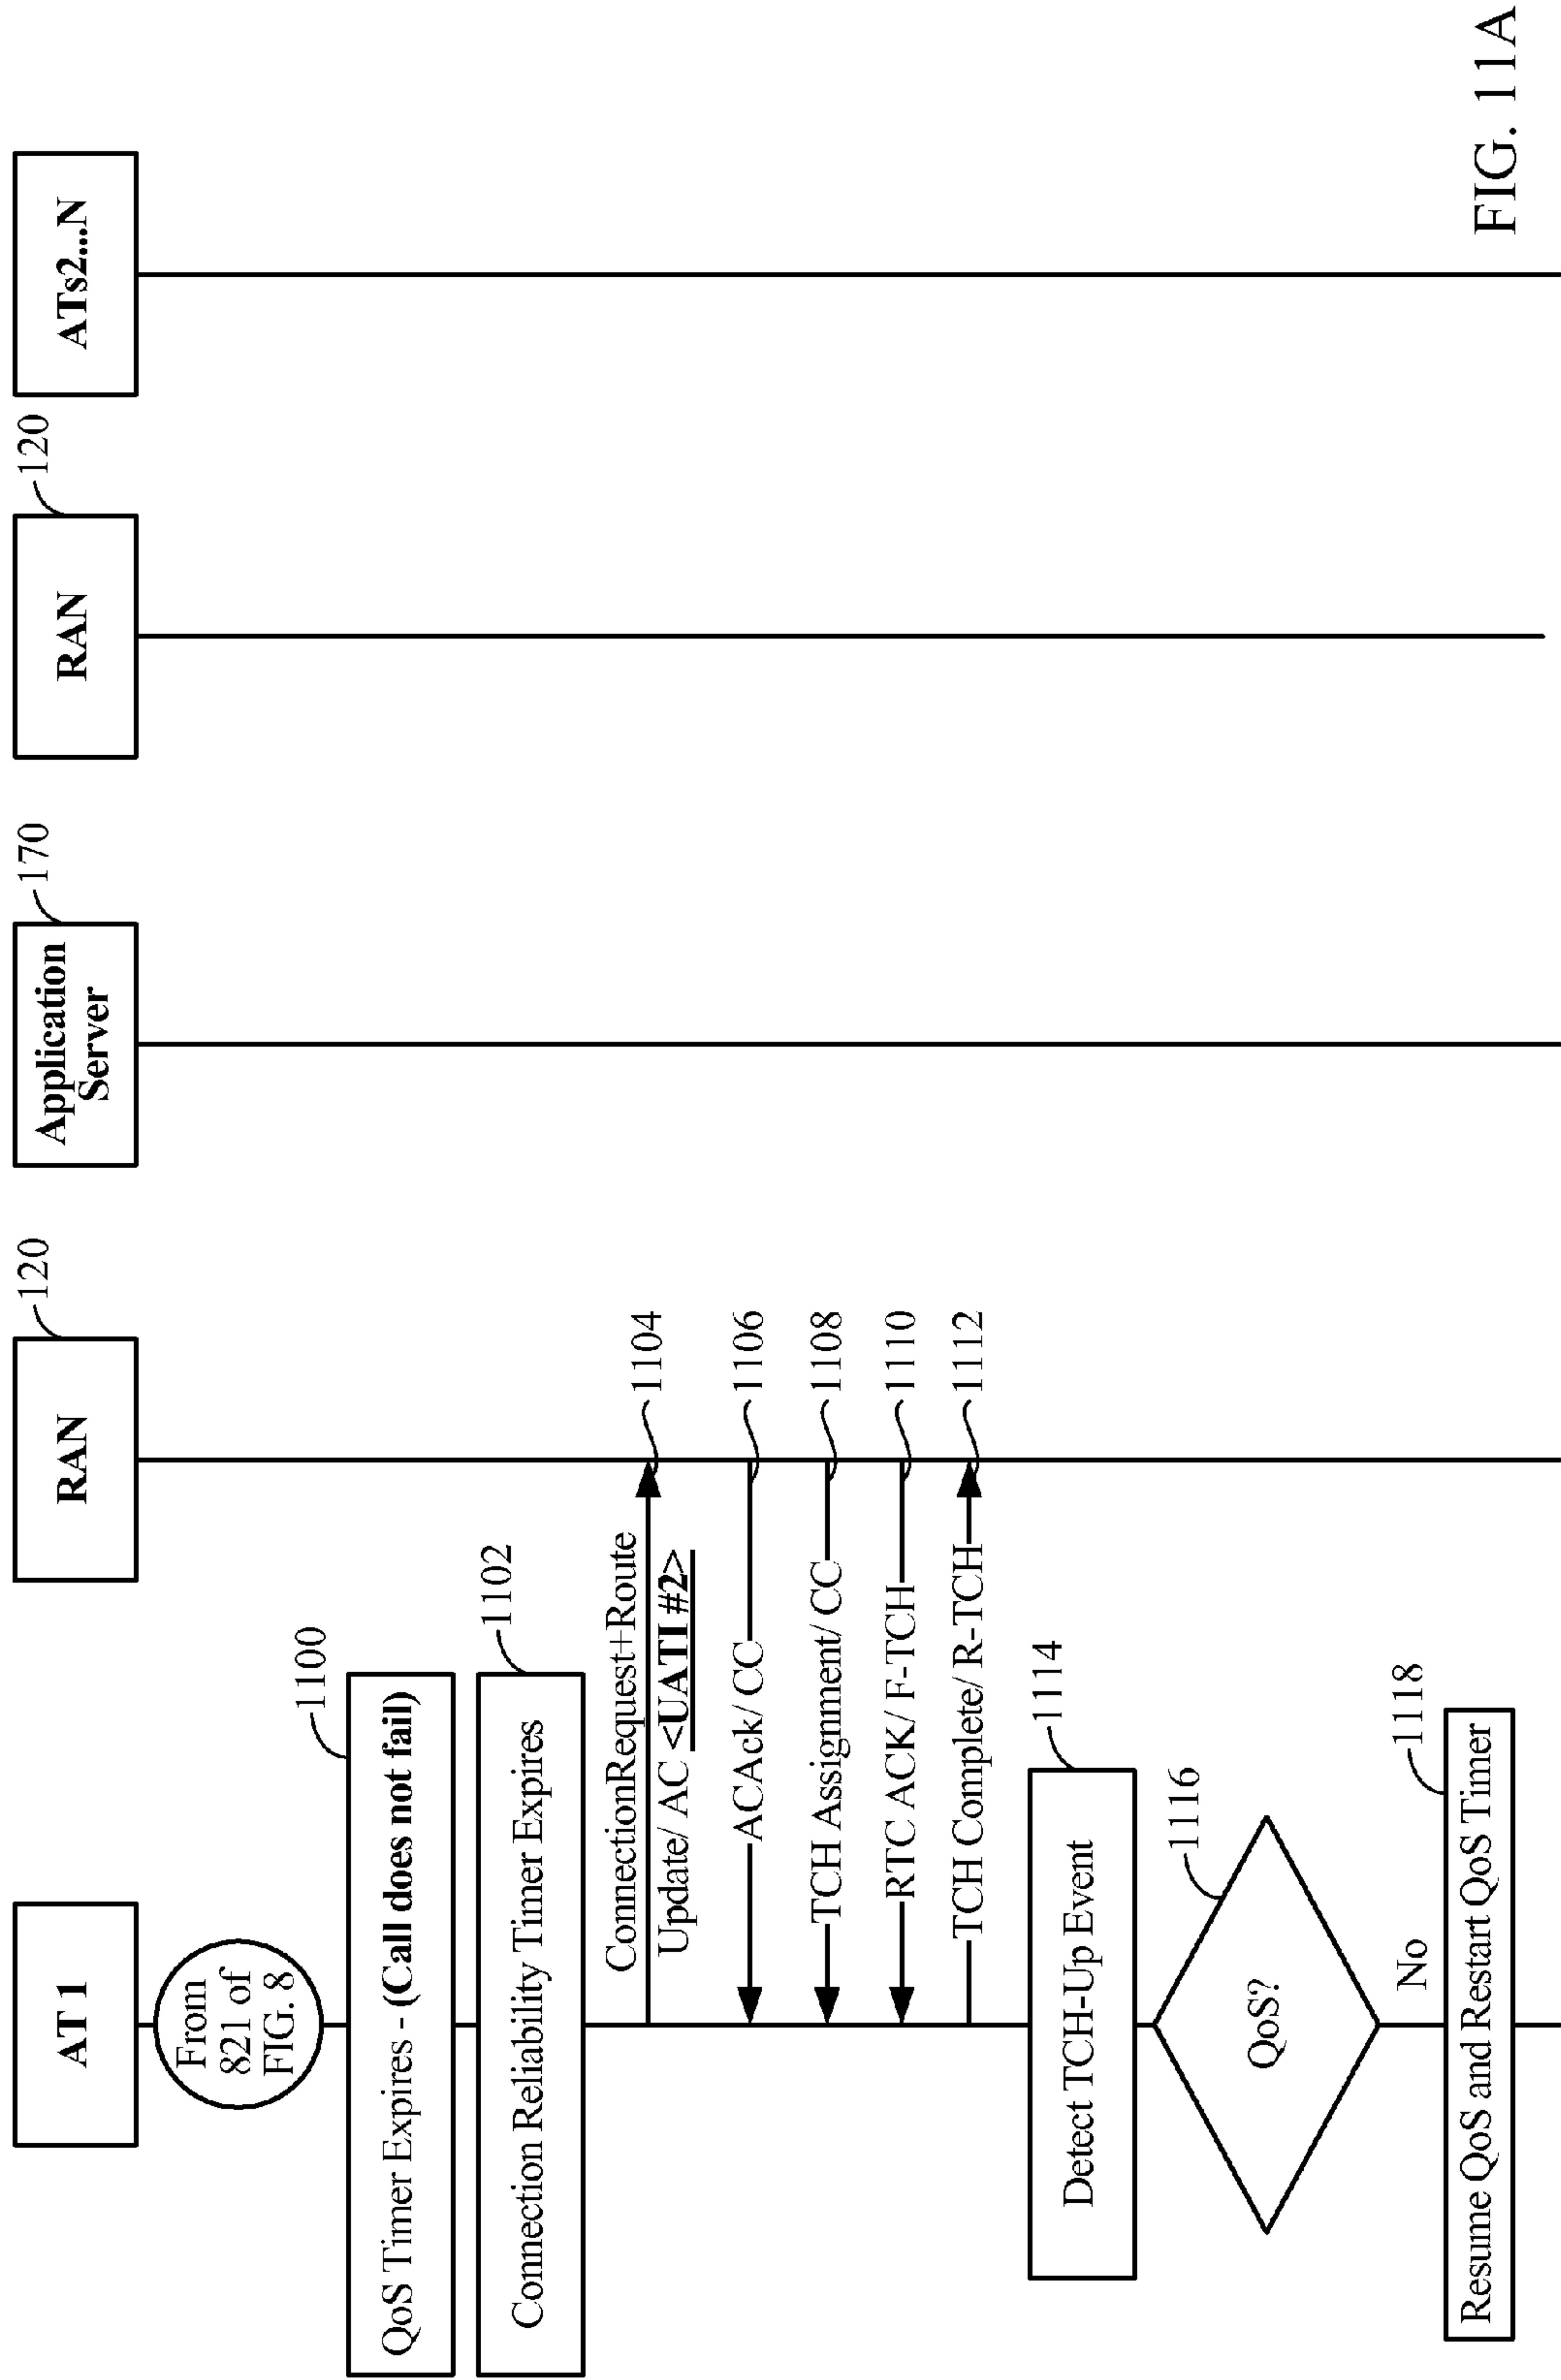 AT 1
RAN
120
Application
Server
170
RAN
120
ATs2...N
From
821 of
FIG. 8
1100
QoS Timer Expires - (Call does not fail)
1102
Connection Reliability Timer Expires
ConnectionRequest+Route
Update/ AC <UATI #2>
1104
ACAck/ CC
1106
TCH Assignment/ CC
1108
RTC ACK/ F-TCH
1110
TCH Complete/ R-TCH
1112
1114
Detect TCH-Up Event
1116
QoS?
No
1118
Resume QoS and Restart QoS Timer
FIG. 11A